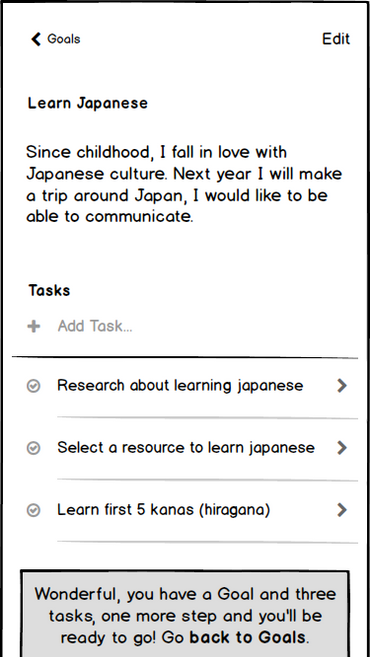 Goals
Edit
Learn Japanese
Since childhood, I fall in love with
Japanese culture. Next year I will make
a trip around Japan, I would like to be
able to communicate.
Tasks
Add Task...
Research about learning japanese
Select a resource to learn japanese
Learn first 5 kanas (hiragana)
Wonderful, you have a Goal and three
tasks, one more step and you'll be
ready to go! Go back to Goals.